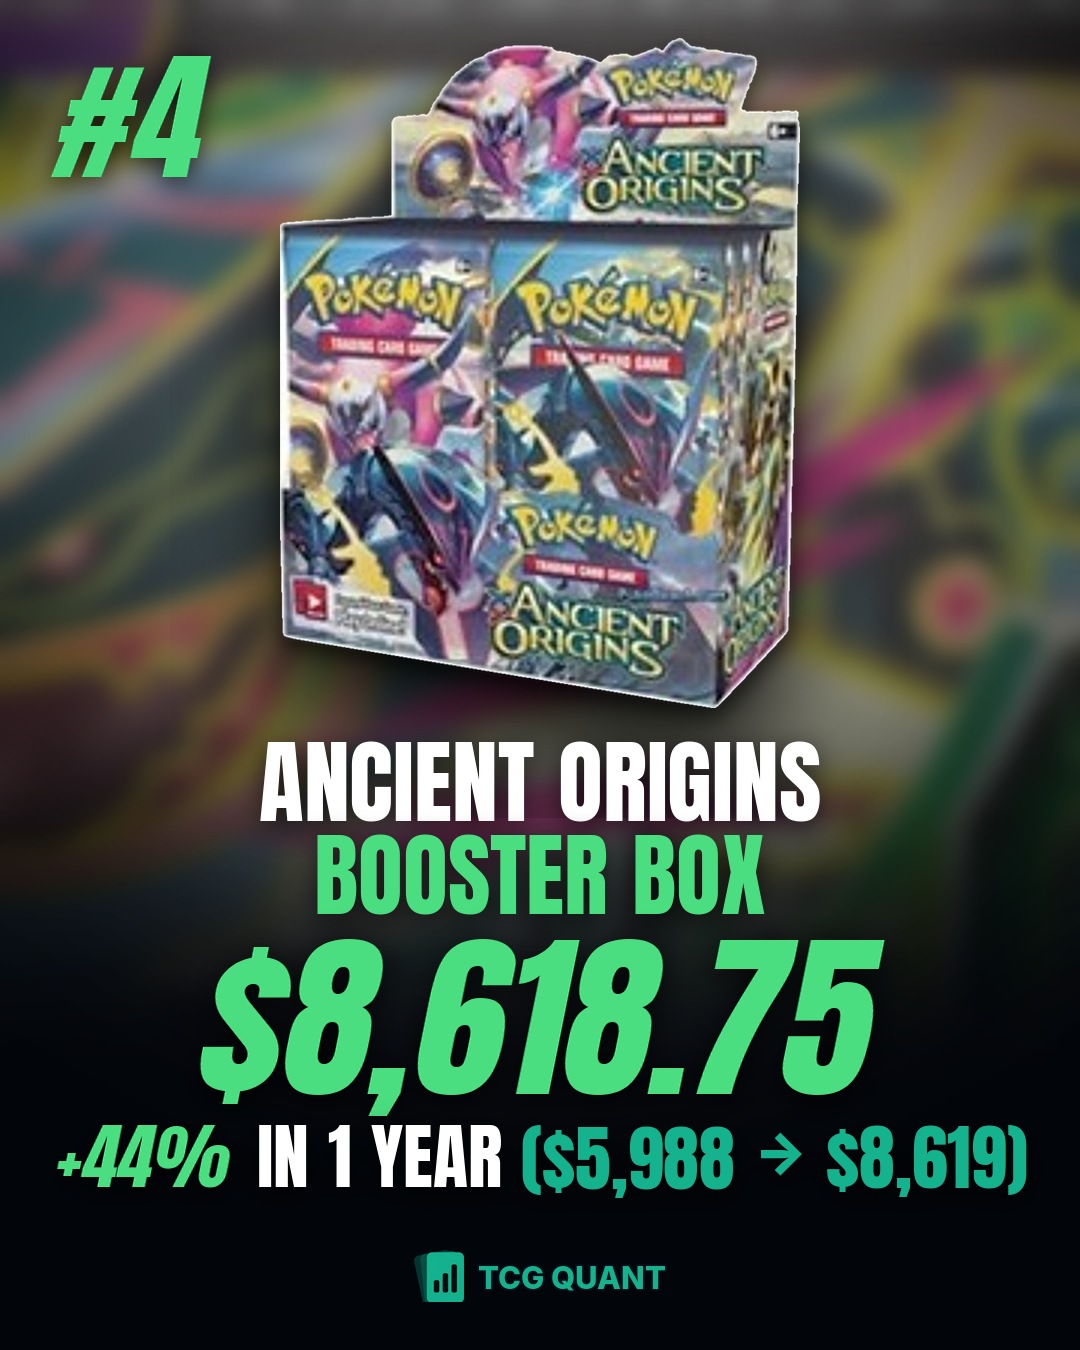 #4
POKéMON
TRADING CARD GAME
ANCIENT
ORIGINS
POKéMON
TRADING CARD GAME
POKéMON
TRADING CARD GAME
POKéMON
TRADING CARD GAME
ANCIENT
ORIGINS
ANCIENT ORIGINS
BOOSTER BOX
$8,618.75
+44% IN 1 YEAR ($5,988 → $8,619)
TCG QUANT